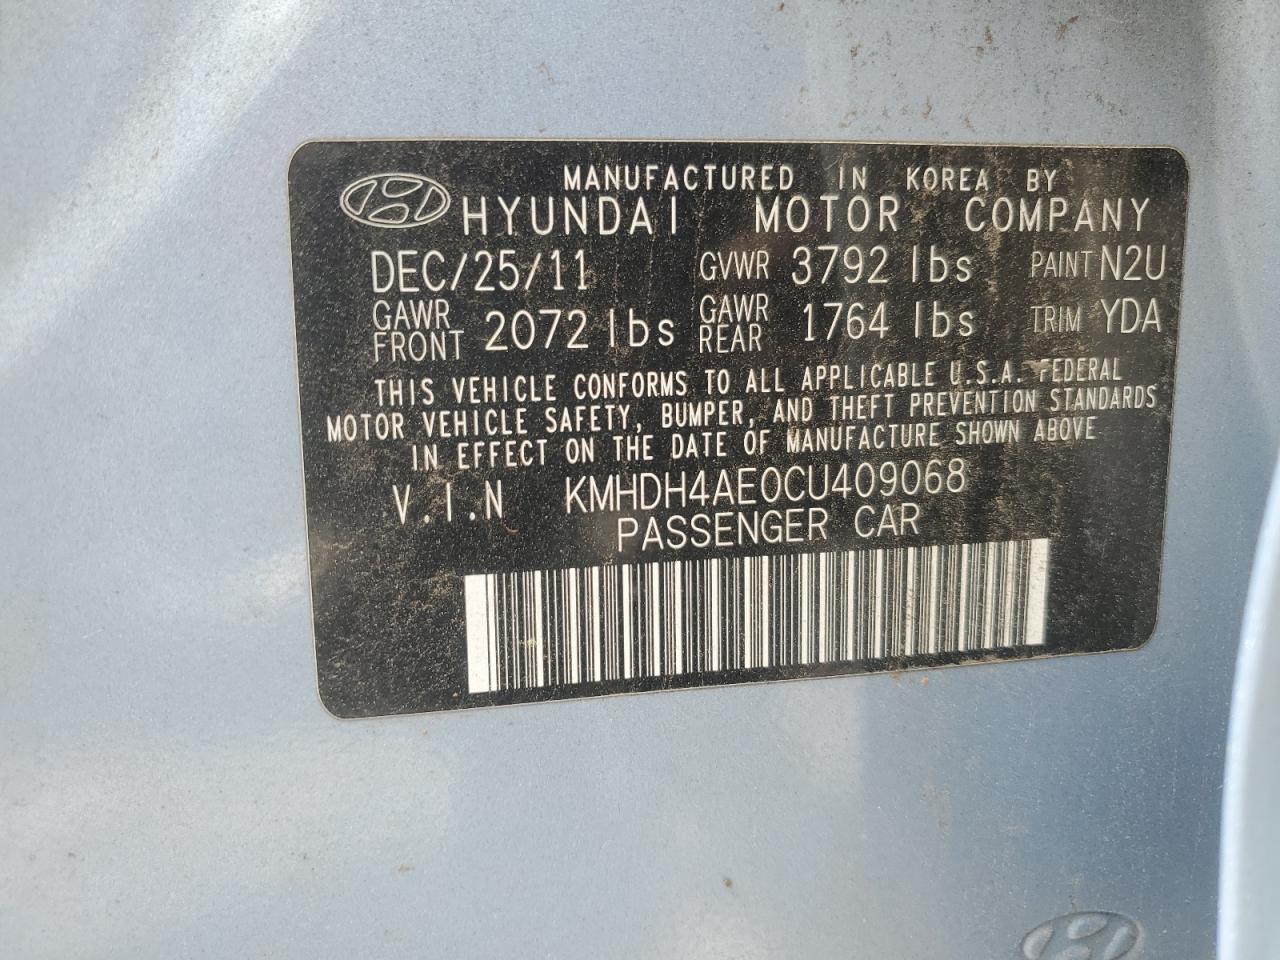 MANUFACTURED IN KOREA BY
HYUNDAI MOTOR COMPANY
DEC/25/11 GVWR 3792 lbs PAINT N2U
GAWR FRONT 2072 lbs GAWR REAR 1764 lbs TRIM YDA
THIS VEHICLE CONFORMS TO ALL APPLICABLE U.S.A. FEDERAL
MOTOR VEHICLE SAFETY, BUMPER, AND THEFT PREVENTION STANDARDS
IN EFFECT ON THE DATE OF MANUFACTURE SHOWN ABOVE
V.I.N KMHDH4AE0CU409068
PASSENGER CAR